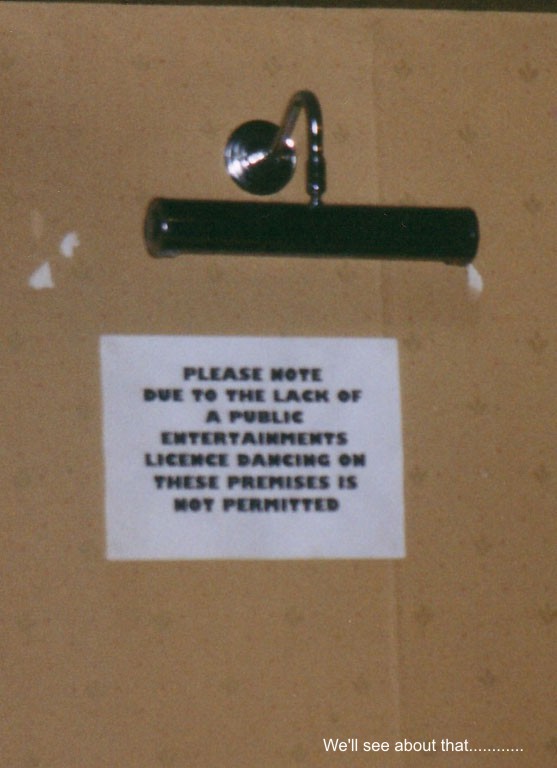 PLEASE NOTE
DUE TO THE LACK OF
A PUBLIC
ENTERTAINMENTS
LICENCE DANCING ON
THESE PREMISES IS
NOT PERMITTED
We'll see about that............